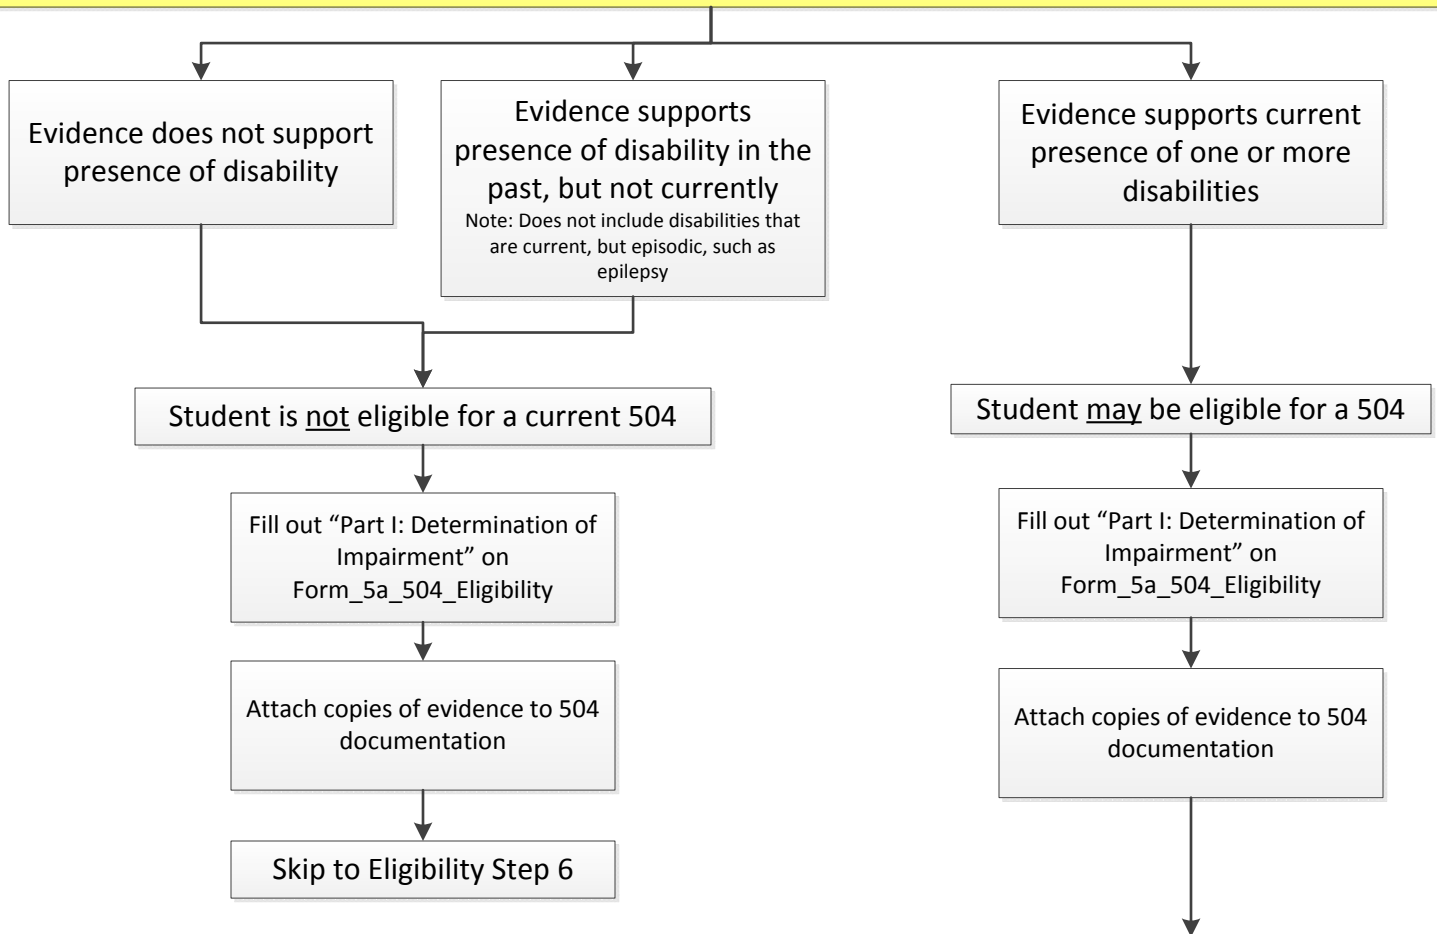 Evidence does not support
presence of disability
Evidence supports
presence of disability in the
past, but not currently
Note: Does not include disabilities that
are current, but episodic, such as
epilepsy
Evidence supports current
presence of one or more
disabilities
Student is not eligible for a current 504
Student may be eligible for a 504
Fill out “Part I: Determination of
Impairment” on
Form_5a_504_Eligibility
Fill out “Part I: Determination of
Impairment” on
Form_5a_504_Eligibility
Attach copies of evidence to 504
documentation
Attach copies of evidence to 504
documentation
Skip to Eligibility Step 6